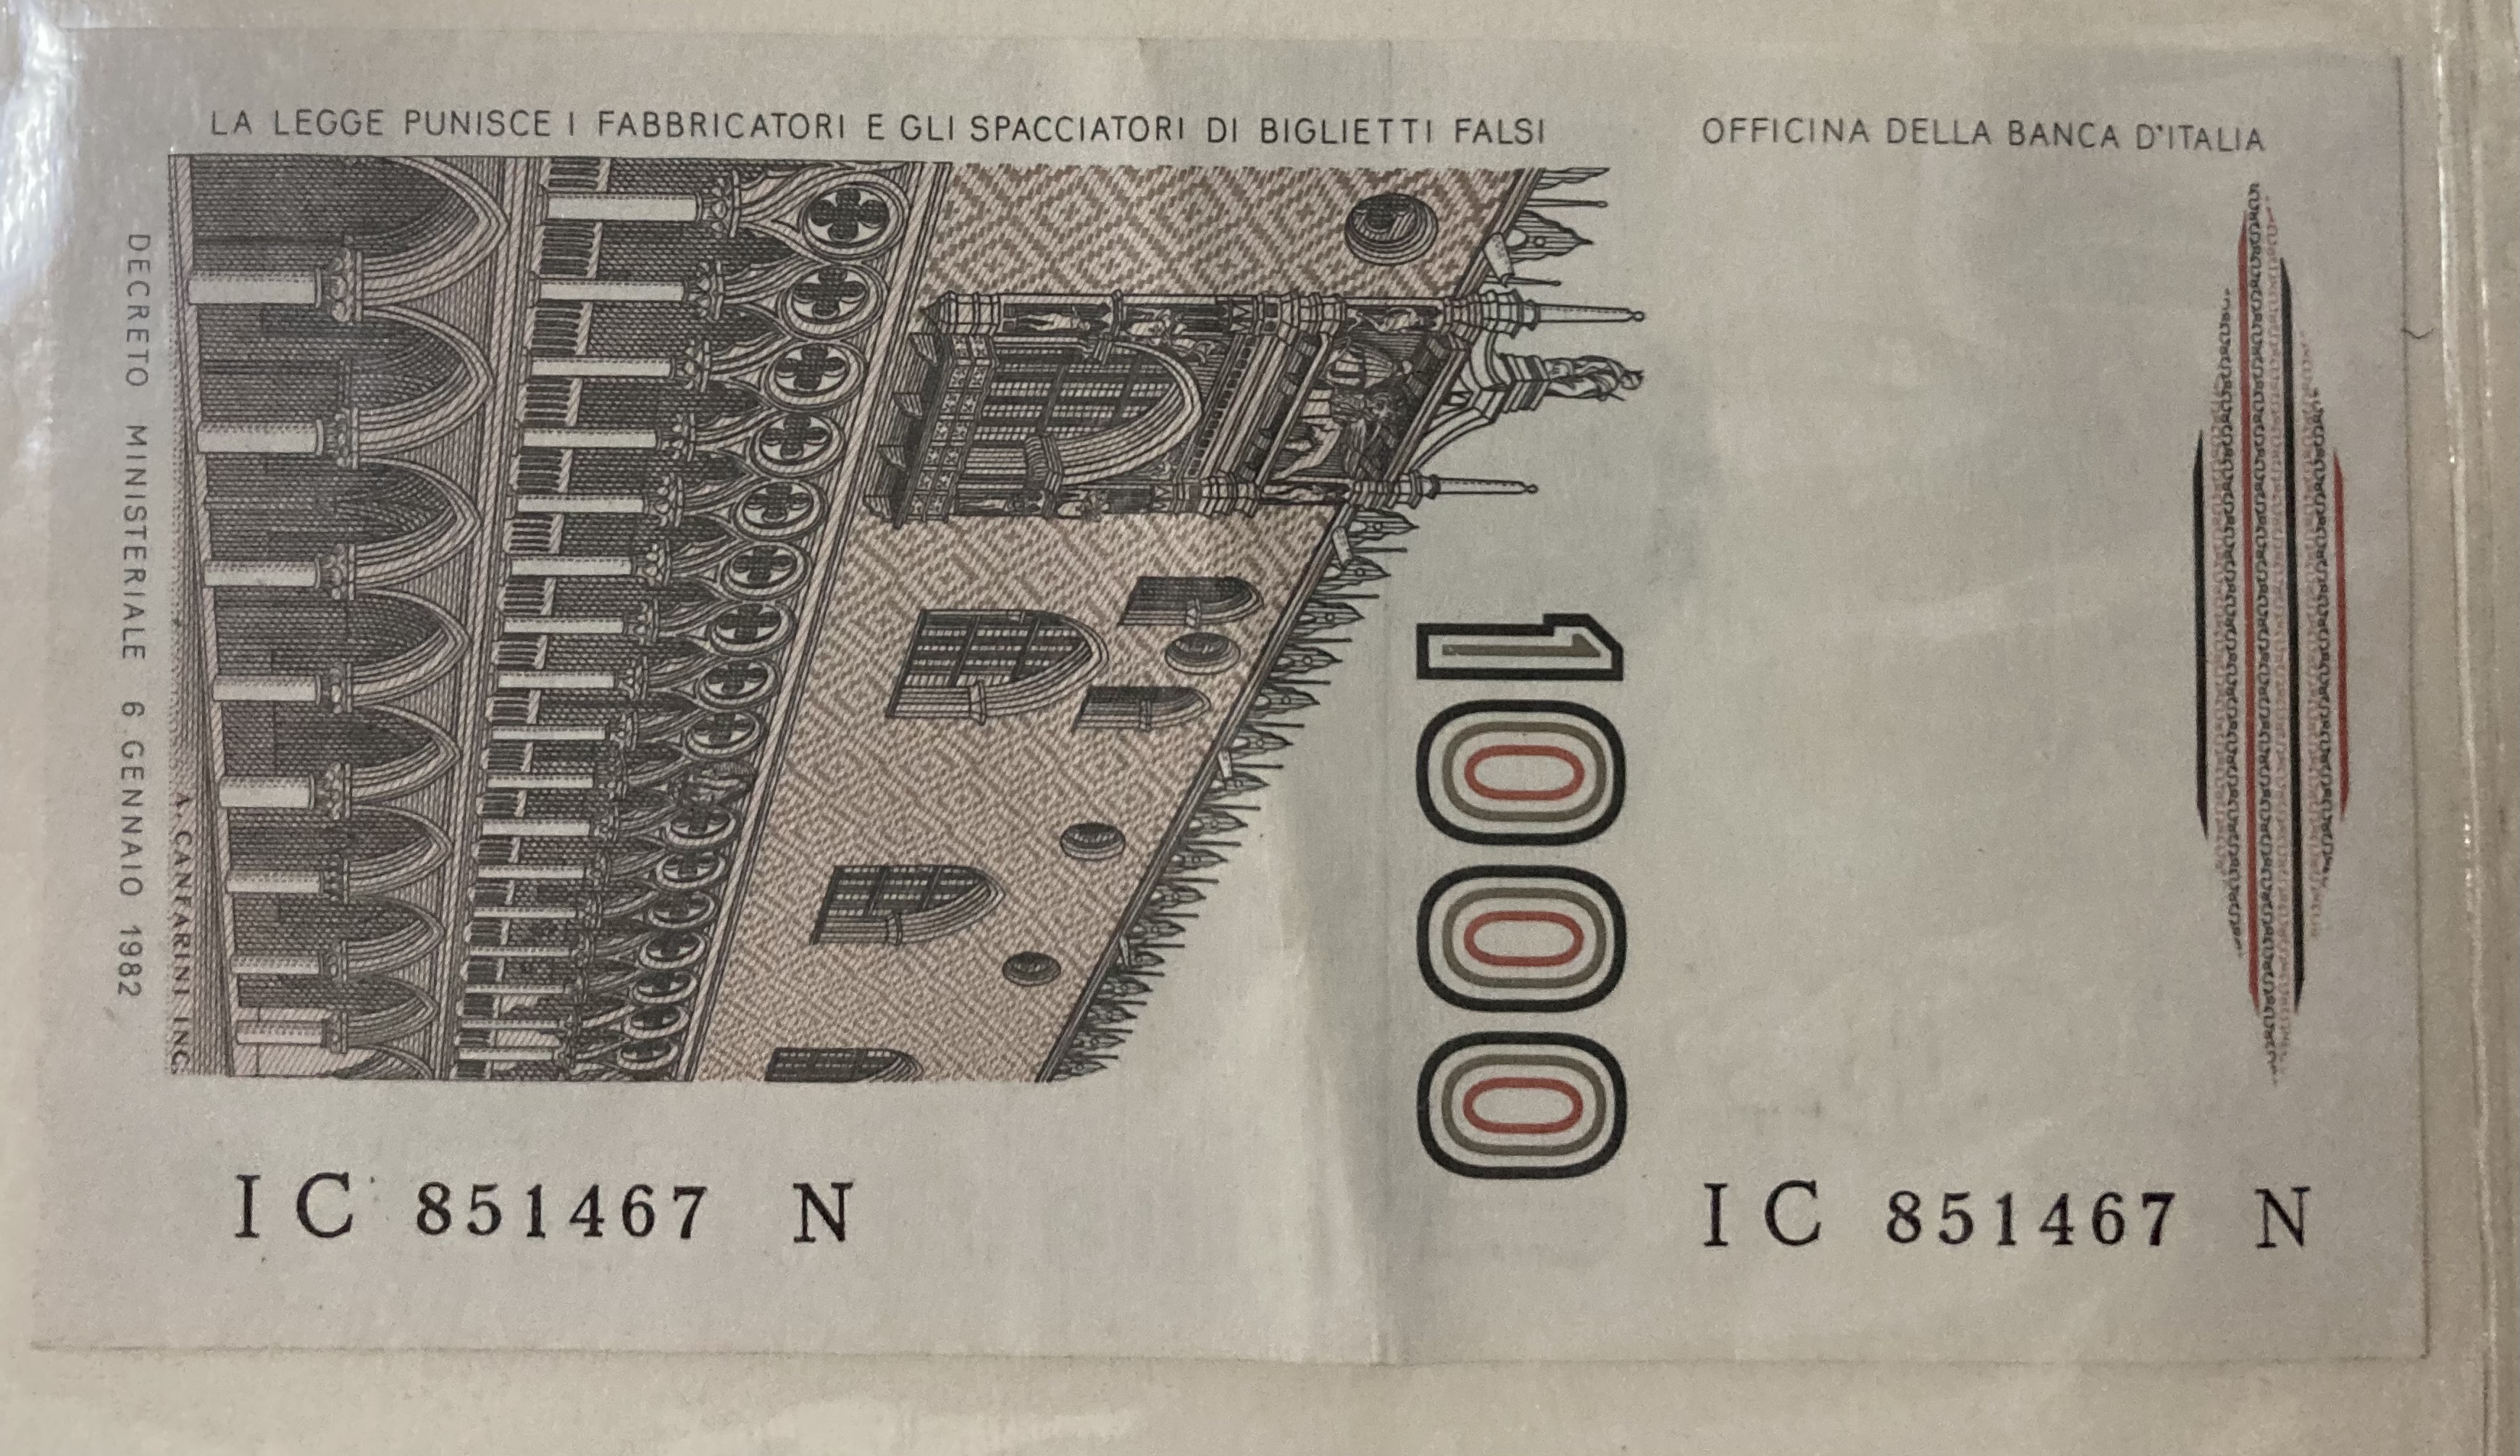 LA LEGGE PUNISCE I FABBRICATORI E GLI SPACCIATORI DI BIGLIETTI FALSI
OFFICINA DELLA BANCA D'ITALIA
DECRETO MINISTERIALE 6 GENNAIO 1982
A. CANFARINI INC.
1000
IC 851467 N
IC 851467 N